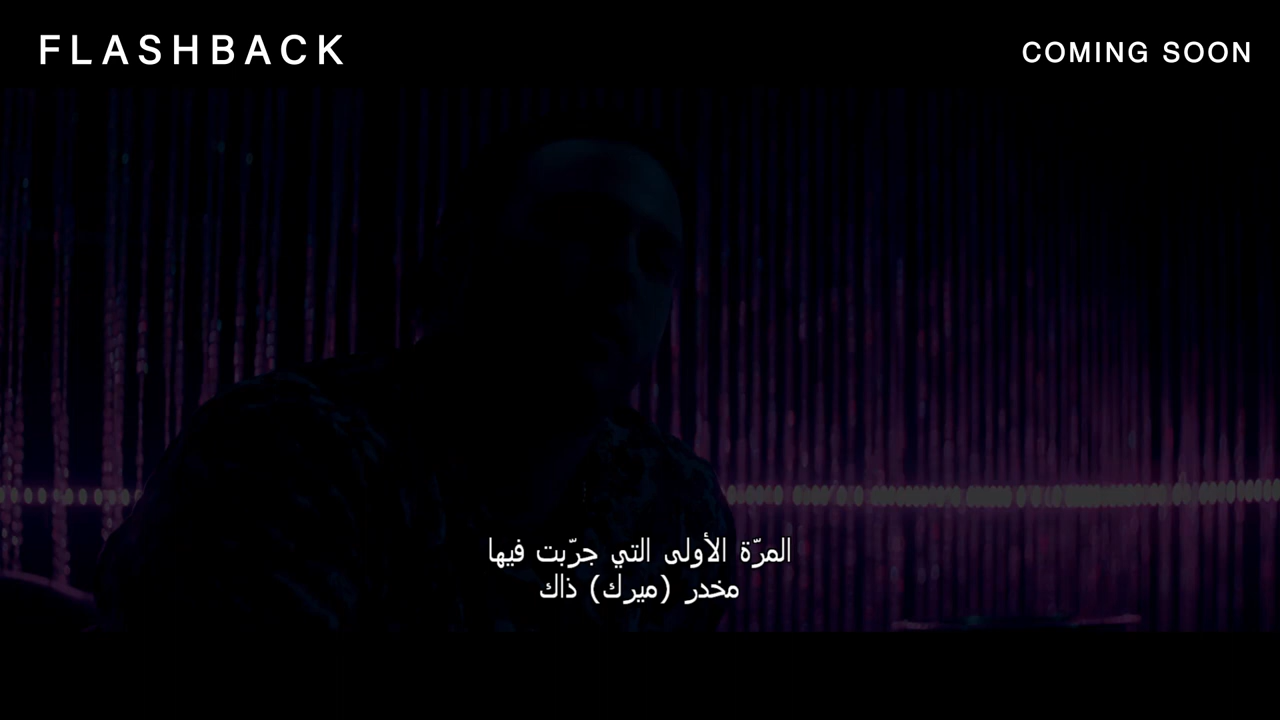 FLASHBACK
COMING SOON
المرّة الأولى التي جرّبت فيها
مخدر (ميرك) ذاك